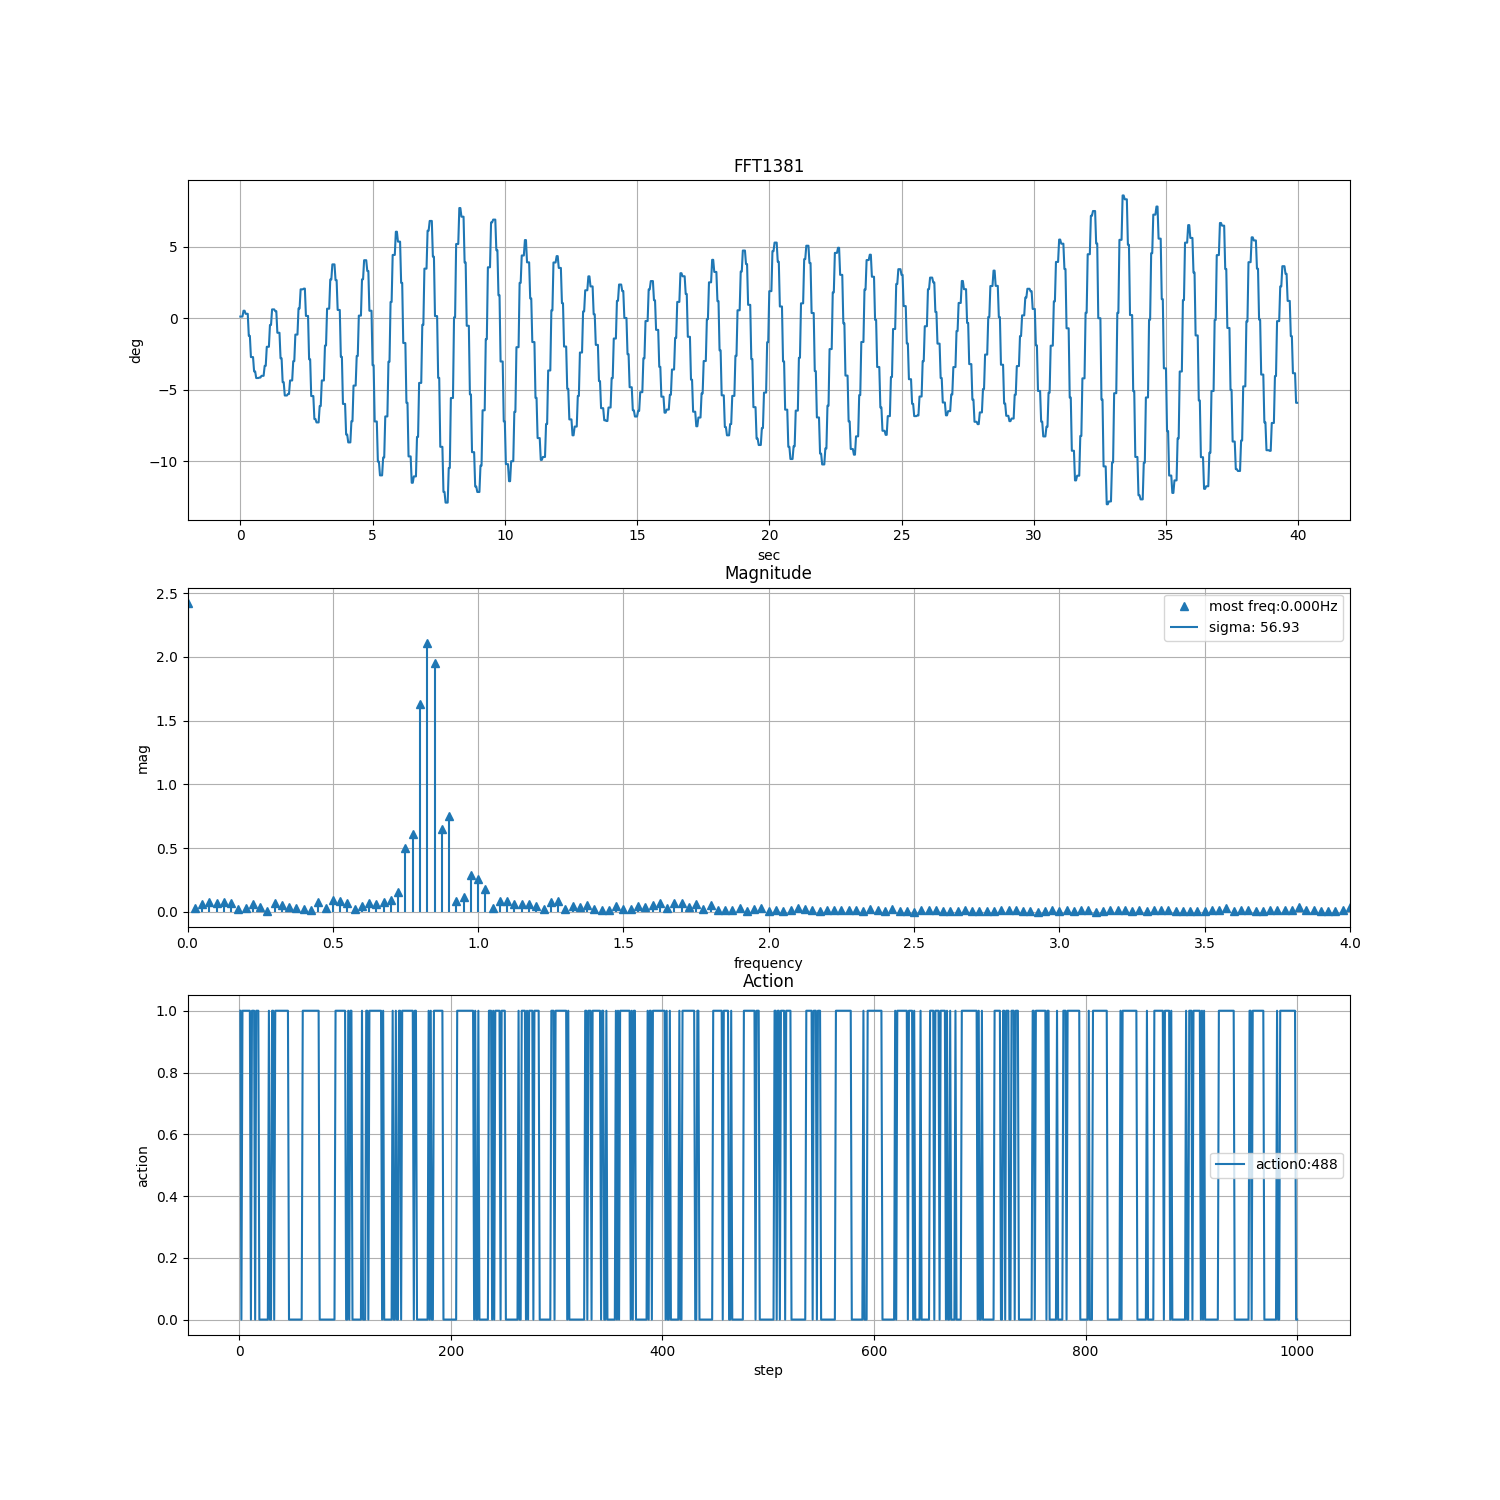 FFT1381
5
0
−5
−10
deg
0 5 10 15 20 25 30 35 40
sec
Magnitude
2.5
2.0
1.5
1.0
0.5
0.0
mag
most freq:0.000Hz
sigma: 56.93
0.0 0.5 1.0 1.5 2.0 2.5 3.0 3.5 4.0
frequency
Action
1.0
0.8
0.6
0.4
0.2
0.0
action
action0:488
0 200 400 600 800 1000
step